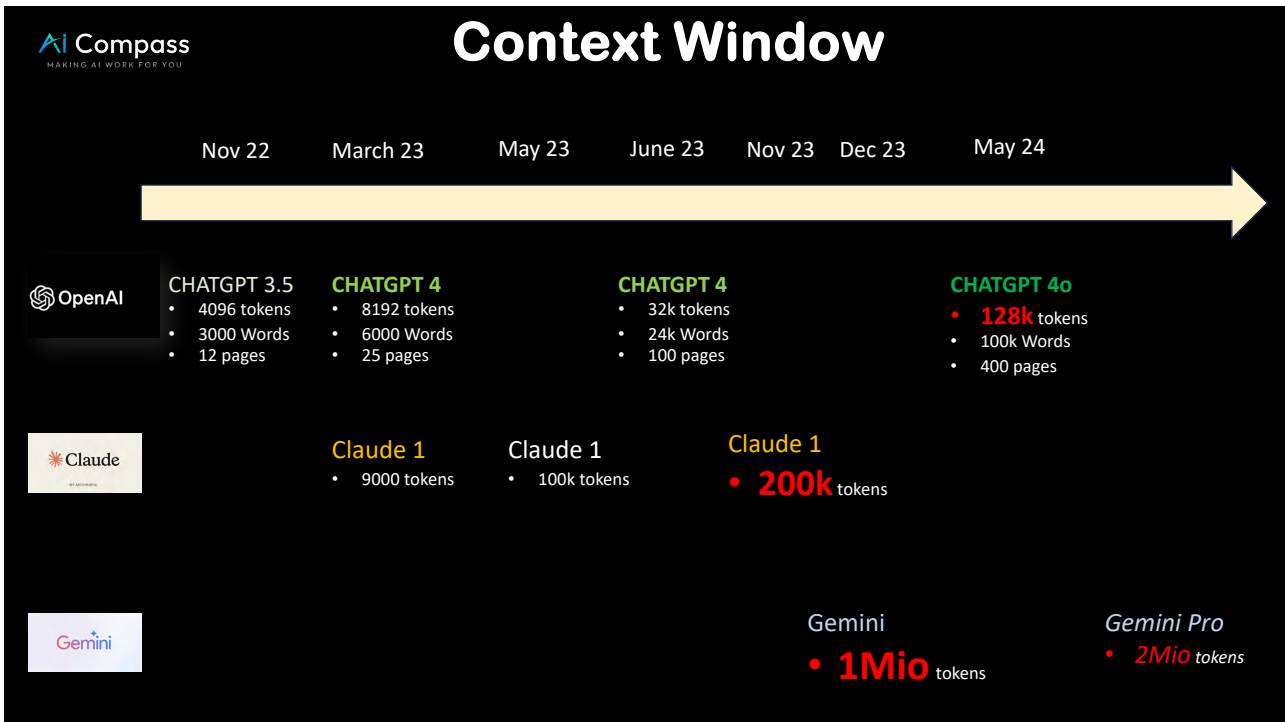 Ai Compass
MAKING AI WORK FOR YOU
Context Window
Nov 22 March 23 May 23 June 23 Nov 23 Dec 23 May 24
OpenAI
CHATGPT 3.5
• 4096 tokens
• 3000 Words
• 12 pages
CHATGPT 4
• 8192 tokens
• 6000 Words
• 25 pages
CHATGPT 4
• 32k tokens
• 24k Words
• 100 pages
CHATGPT 4o
• 128k tokens
• 100k Words
• 400 pages
Claude
BY ANTHROPIC
Claude 1
• 9000 tokens
Claude 1
• 100k tokens
Claude 1
• 200k tokens
Gemini
Gemini
• 1Mio tokens
Gemini Pro
• 2Mio tokens